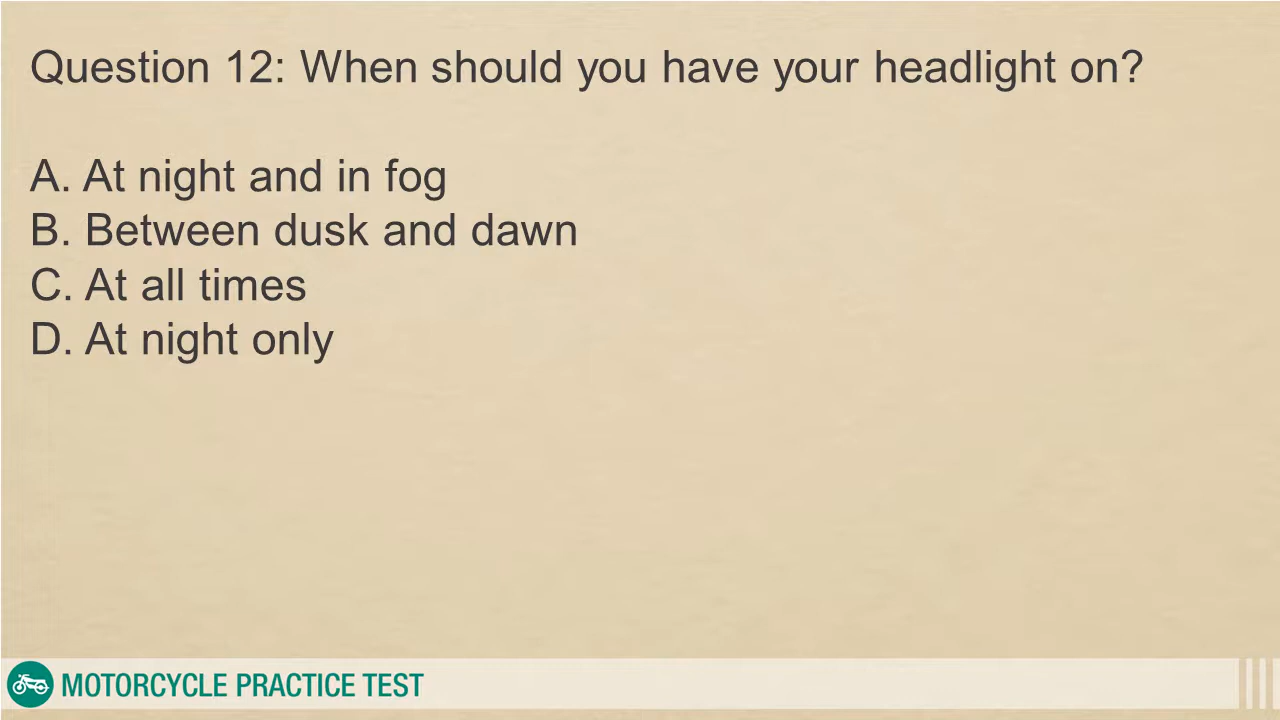 Question 12: When should you have your headlight on?
A. At night and in fog
B. Between dusk and dawn
C. At all times
D. At night only
MOTORCYCLE PRACTICE TEST